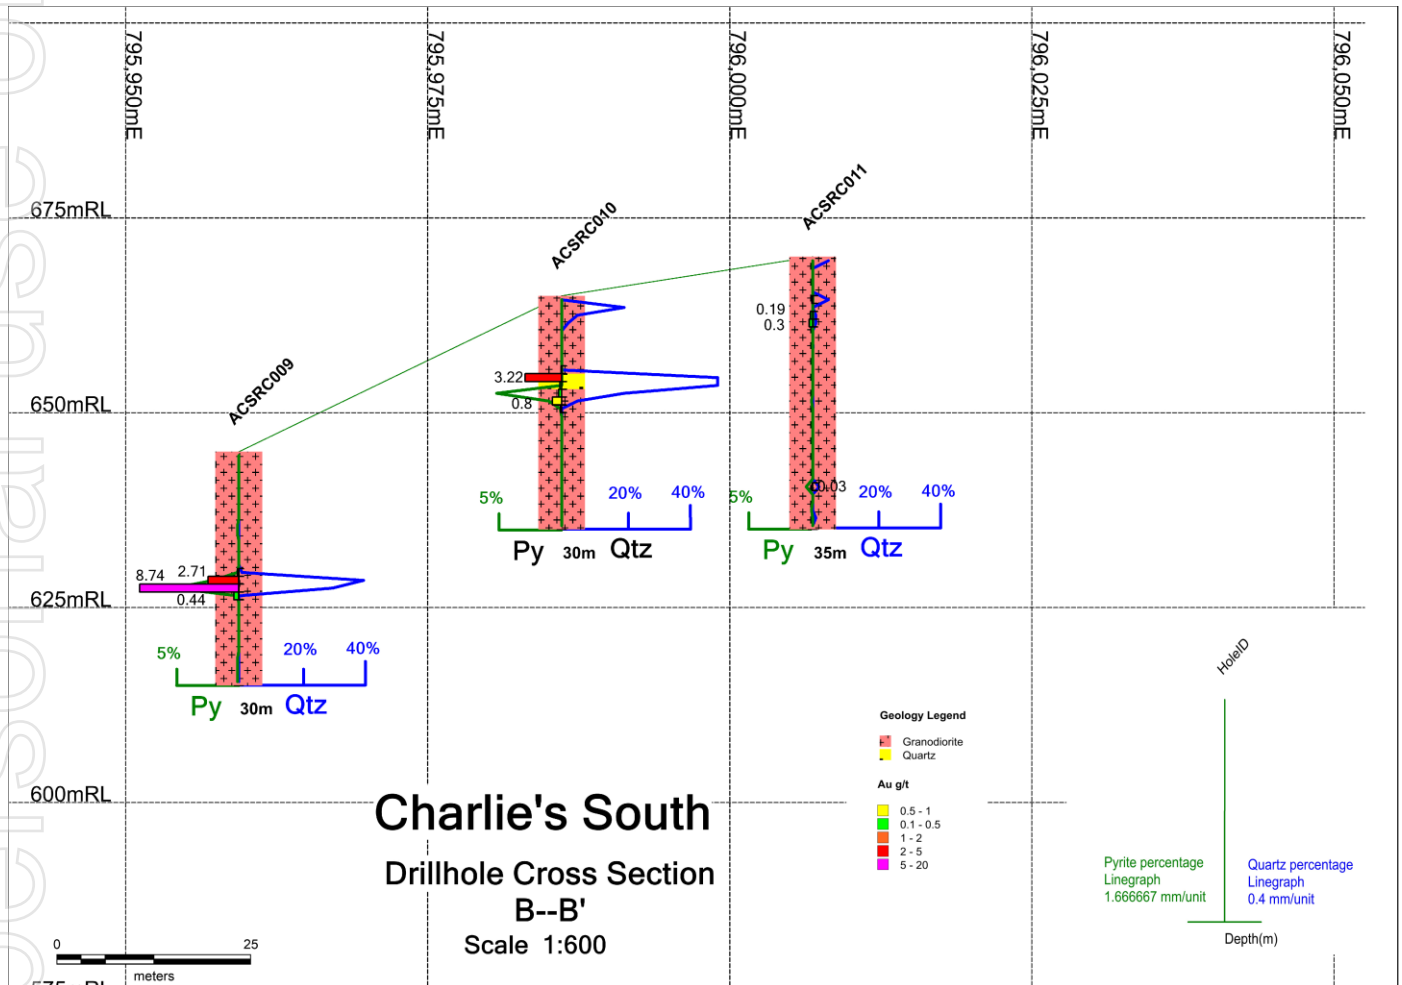 795,950mE
795,975mE
796,000mE
796,025mE
796,050mE
675mRL
650mRL
625mRL
600mRL
575mRL
ACSRC009
ACSRC010
ACSRC011
0.19
0.3
3.22
0.8
0.03
8.74
2.71
0.44
5%
20%
40%
Py 30m Qtz
5%
20%
40%
Py 35m Qtz
5%
20%
40%
Py 30m Qtz
HoleID
Geology Legend
Granodiorite
Quartz
Au g/t
0.5 - 1
0.1 - 0.5
1 - 2
2 - 5
5 - 20
Pyrite percentage
Linegraph
1.666667 mm/unit
Quartz percentage
Linegraph
0.4 mm/unit
Depth(m)
Charlie's South
Drillhole Cross Section
B--B'
Scale 1:600
0 25
meters